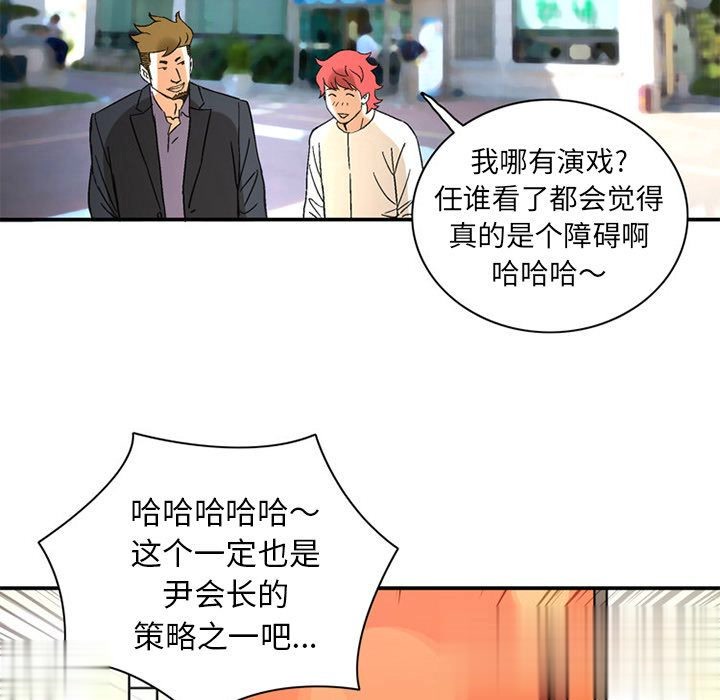 我哪有演戏?
任谁看了都会觉得
真的是个障碍啊
哈哈哈～
哈哈哈哈哈～
这个一定也是
尹会长的
策略之一吧...